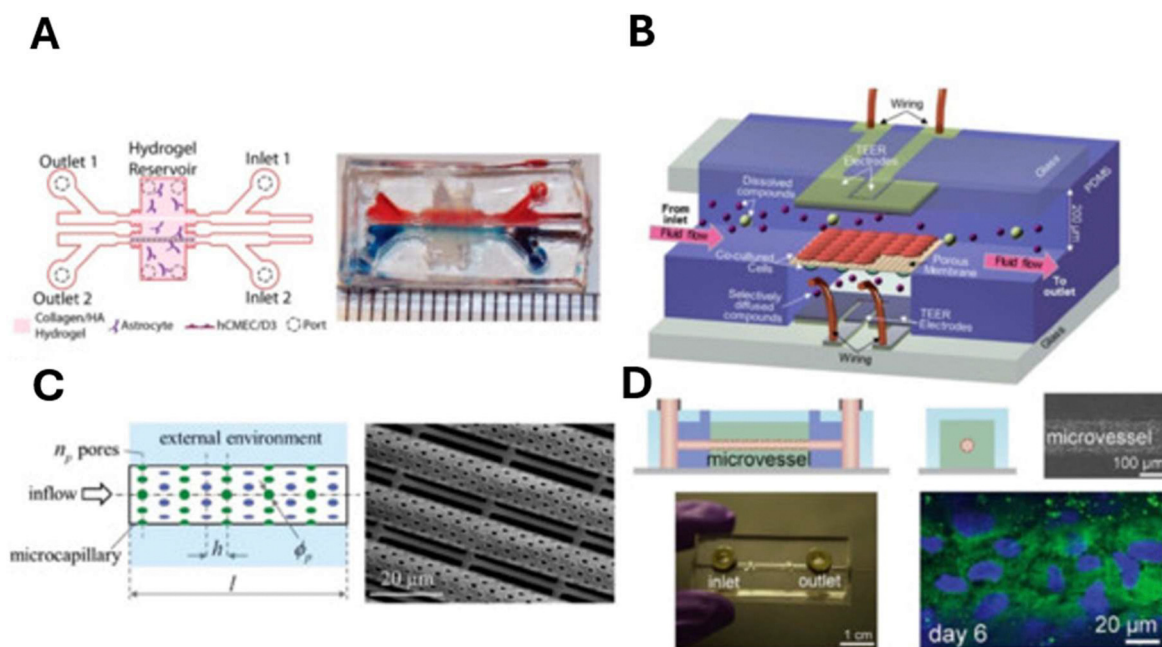 A
Outlet 1
Hydrogel
Reservoir
Inlet 1
Outlet 2
Inlet 2
Collagen/HA
Hydrogel
Astrocyte
hCMEC/D3
Port
B
Wiring
TEER
Electrodes
Glass
PDMS
Dissolved
compounds
200 µm
From
inlet
Fluid flow
Co-cultured
Cells
Porous
Membrane
Fluid flow
To
outlet
Selectively
diffused
compounds
TEER
Electrodes
Wiring
Glass
C
n_p pores
external environment
inflow
microcapillary
h
ϕ_p
l
20 µm
D
microvessel
microvessel
100 µm
inlet
outlet
1 cm
day 6
20 µm